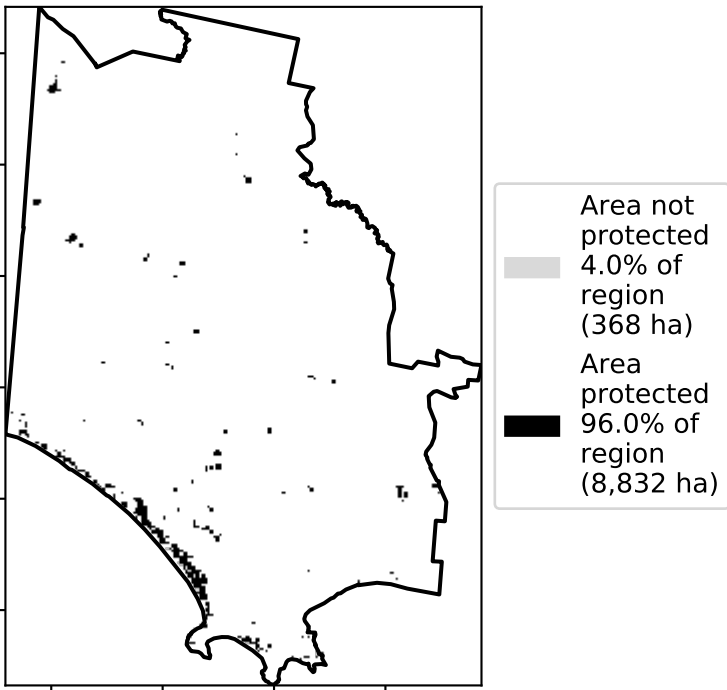 Area not
protected
4.0% of
region
(368 ha)
Area
protected
96.0% of
region
(8,832 ha)